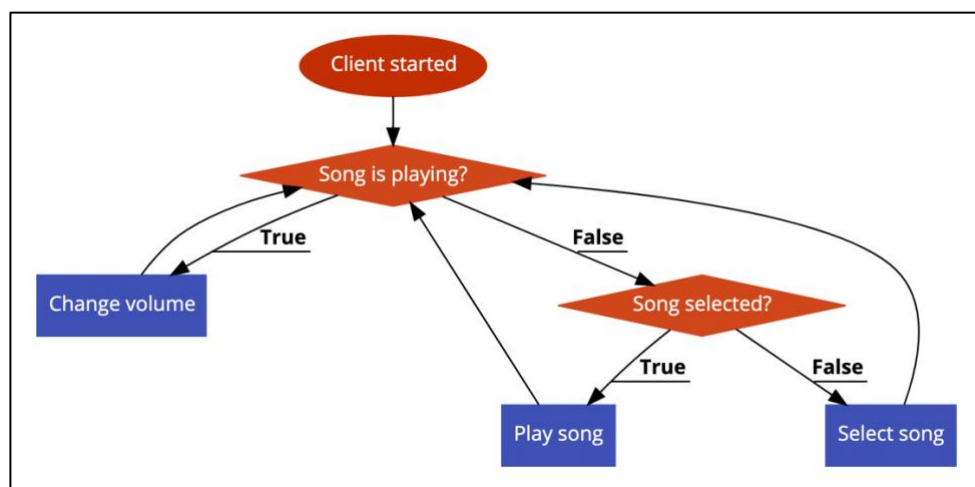 Client started
Song is playing?
True
False
Change volume
Song selected?
True
False
Play song
Select song